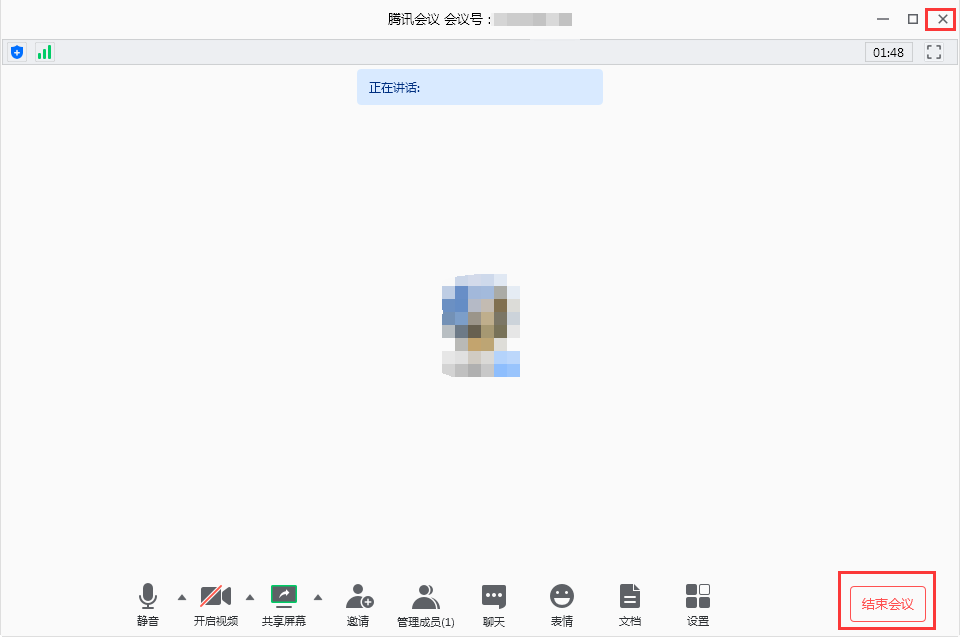 腾讯会议 会议号：
01:48
正在讲话:
静音
开启视频
共享屏幕
邀请
管理成员(1)
聊天
表情
文档
设置
结束会议